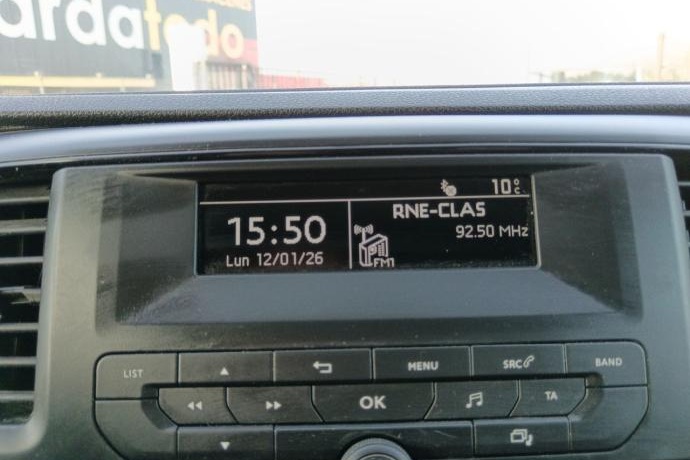 ardatodo
10°C
15:50
Lun 12/01/26
RNE-CLAS
92.50 MHz
FM1
LIST
MENU
SRC
BAND
OK
TA